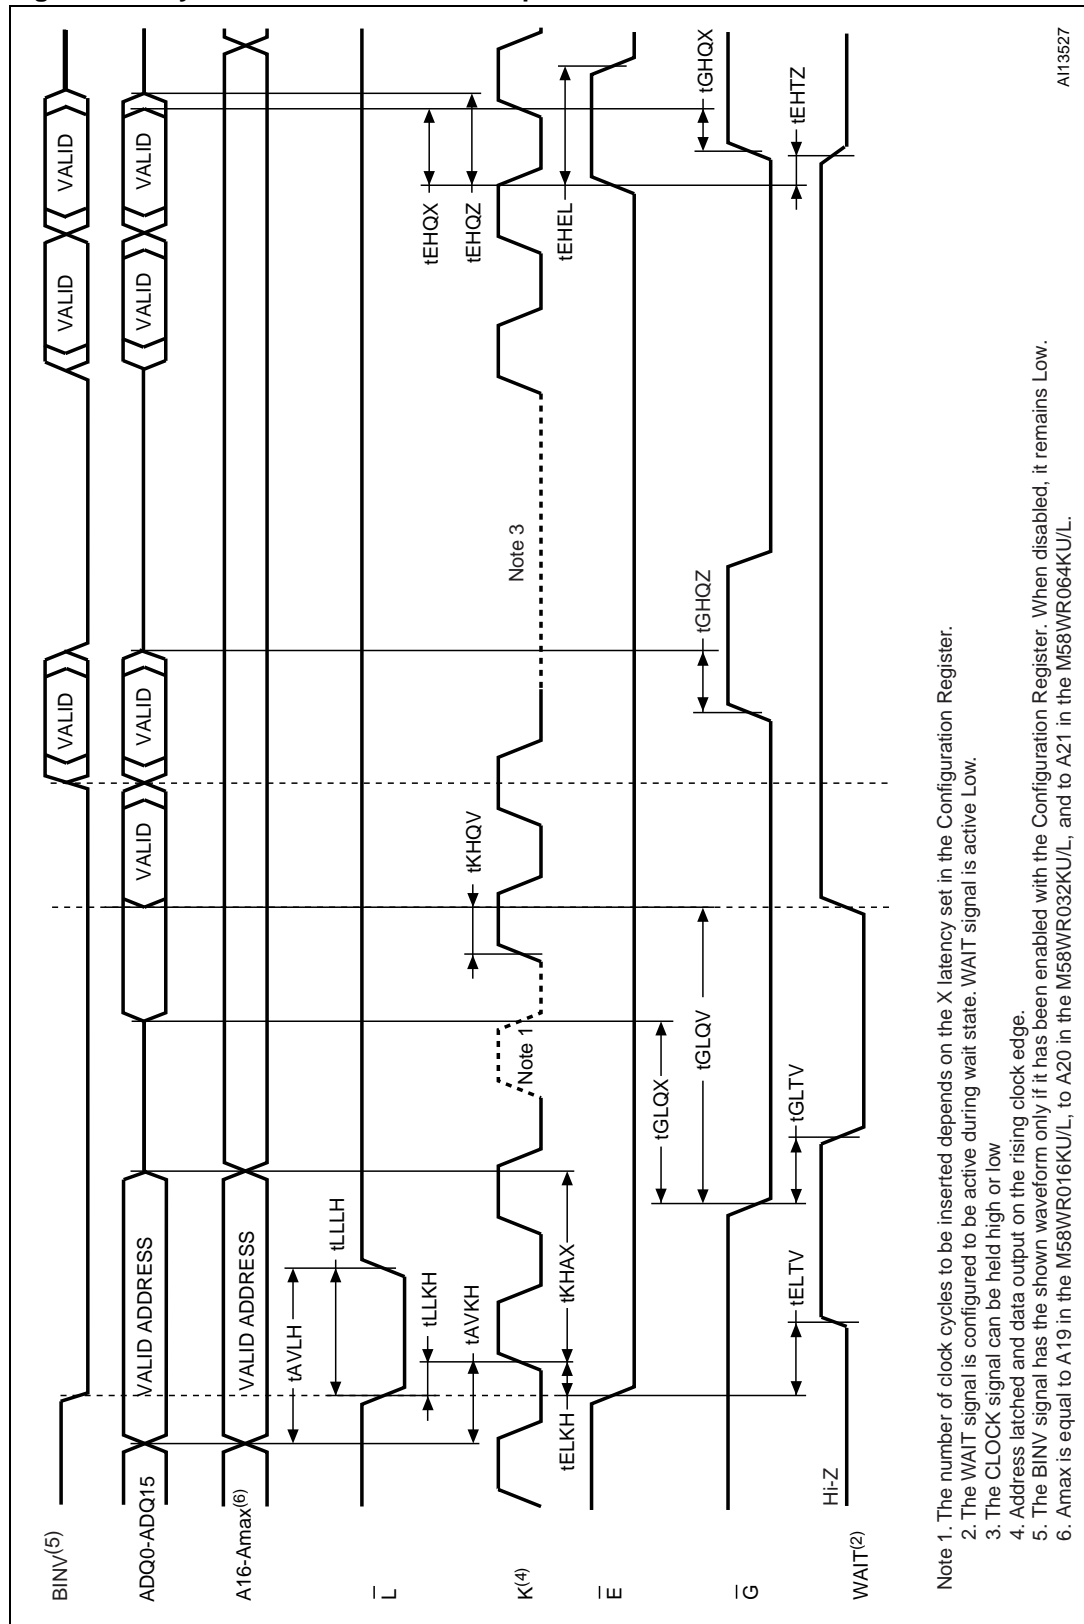 BINV(5)
VALID
VALID
VALID
ADQ0-ADQ15
VALID ADDRESS
VALID
VALID
VALID
VALID
A16-Amax(6)
VALID ADDRESS
tAVLH
tLLLH
L
tLLKH
tAVKH
tEHQX
tEHQZ
tKHQV
K(4)
Note 1
Note 3
tELKH
tKHAX
tEHEL
E
tGLQX
tGLQV
tGHQZ
tGHQX
G
tELTV
tGLTV
tEHTZ
Hi-Z
WAIT(2)
Note 1. The number of clock cycles to be inserted depends on the X latency set in the Configuration Register.
2. The WAIT signal is configured to be active during wait state. WAIT signal is active Low.
3. The CLOCK signal can be held high or low
4. Address latched and data output on the rising clock edge.
5. The BINV signal has the shown waveform only if it has been enabled with the Configuration Register. When disabled, it remains Low.
6. Amax is equal to A19 in the M58WR016KU/L, to A20 in the M58WR032KU/L, and to A21 in the M58WR064KU/L.
AI13527